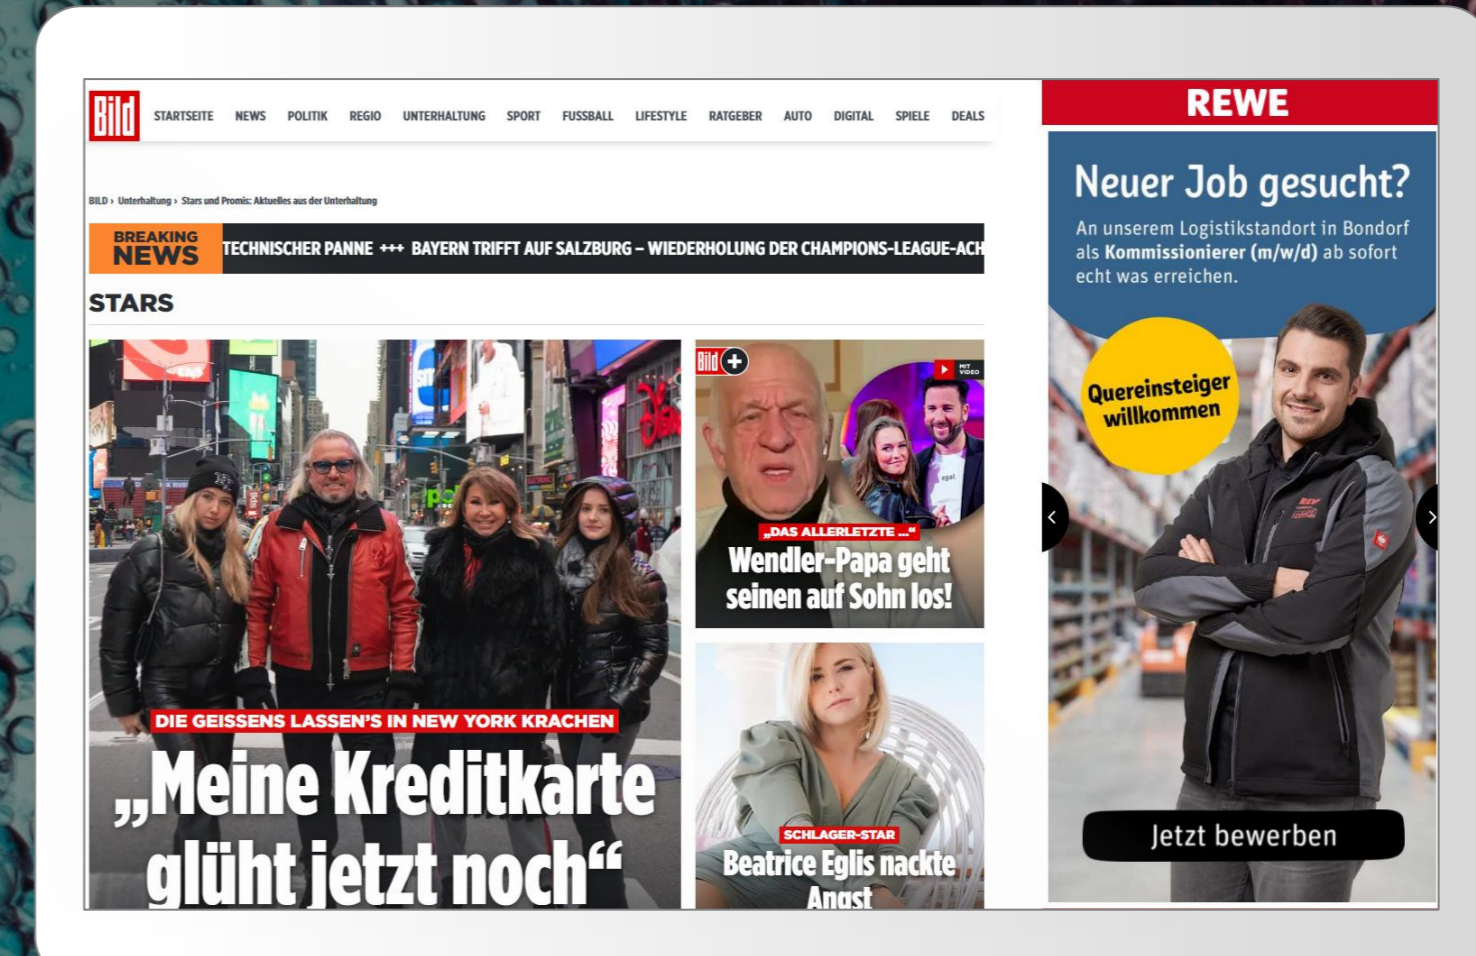 Bild
STARTSEITE NEWS POLITIK REGIO UNTERHALTUNG SPORT FUSSBALL LIFESTYLE RATGEBER AUTO DIGITAL SPIELE DEALS
BILD › Unterhaltung › Stars und Promis: Aktuelles aus der Unterhaltung
BREAKING
NEWS
TECHNISCHER PANNE +++ BAYERN TRIFFT AUF SALZBURG – WIEDERHOLUNG DER CHAMPIONS-LEAGUE-ACH
STARS
DIE GEISSENS LASSEN'S IN NEW YORK KRACHEN
„Meine Kreditkarte
glüht jetzt noch“
Bild +
MIT
VIDEO
egal.
„DAS ALLERLETZTE ...“
Wendler-Papa geht
seinen auf Sohn los!
SCHLAGER-STAR
Beatrice Eglis nackte
Angst
REWE
Neuer Job gesucht?
An unserem Logistikstandort in Bondorf
als Kommissionierer (m/w/d) ab sofort
echt was erreichen.
Quereinsteiger
willkommen
Jetzt bewerben